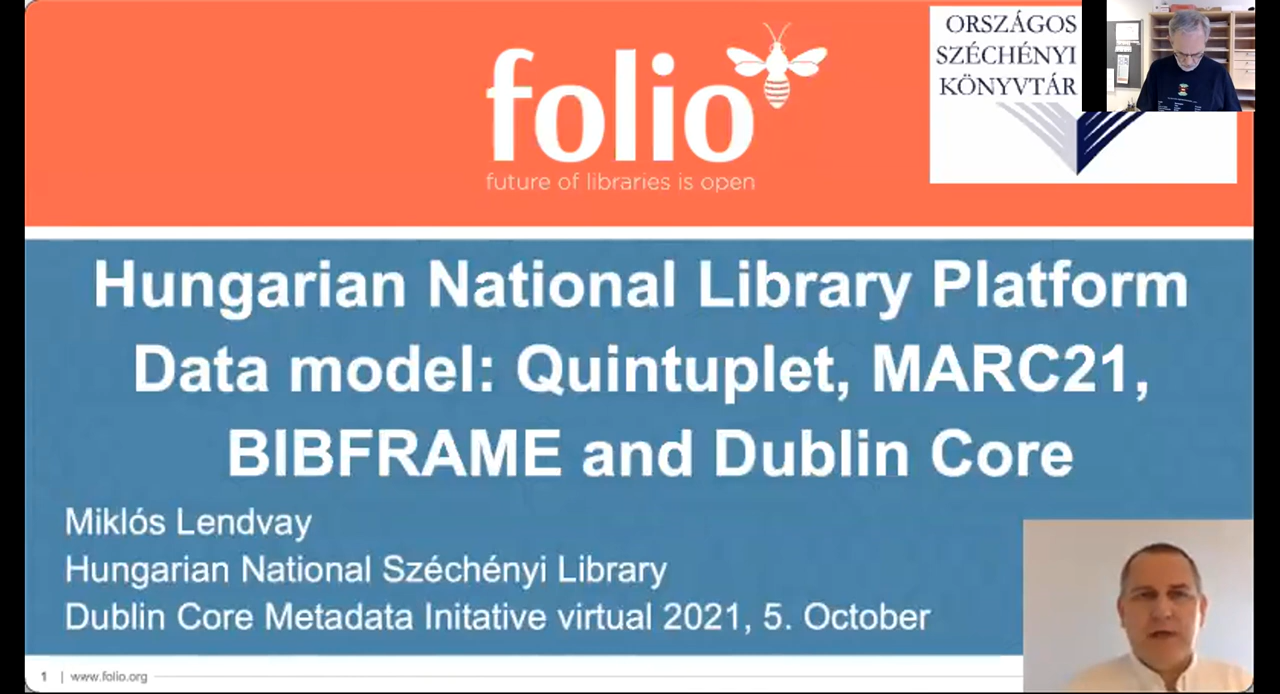 folio
future of libraries is open
ORSZÁGOS
SZÉCHÉNYI
KÖNYVTÁR
Hungarian National Library Platform
Data model: Quintuplet, MARC21,
BIBFRAME and Dublin Core
Miklós Lendvay
Hungarian National Széchényi Library
Dublin Core Metadata Initative virtual 2021, 5. October
1 | www.folio.org